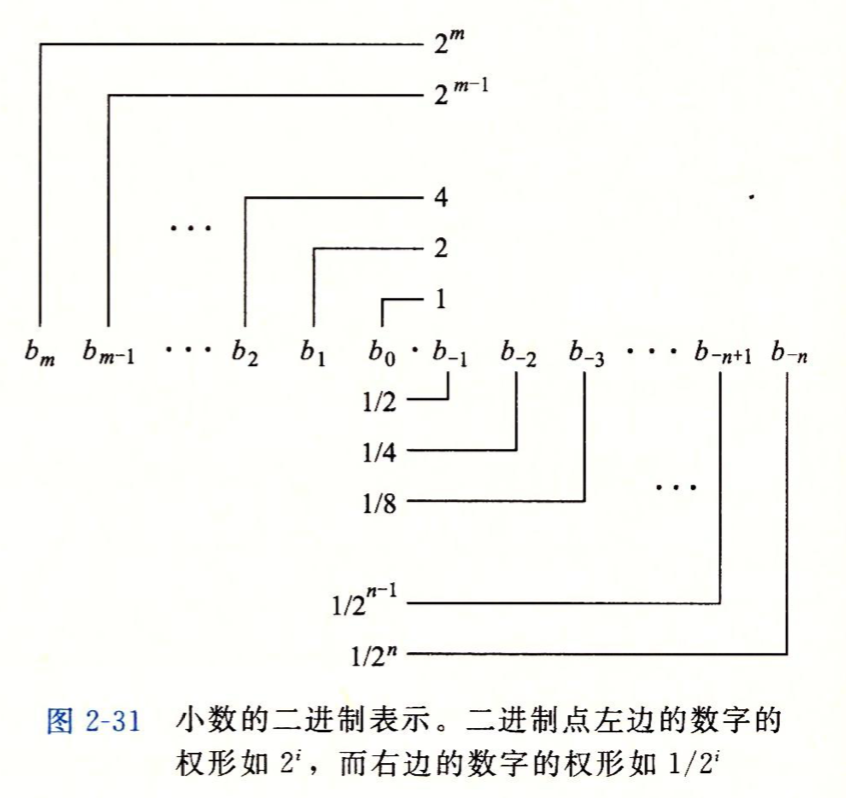 2^m
2^{m-1}
4
···
2
1
b_m b_{m-1} ··· b_2 b_1 b_0 · b_{-1} b_{-2} b_{-3} ··· b_{-n+1} b_{-n}
1/2
1/4
···
1/8
1/2^{n-1}
1/2^n
图 2-31 小数的二进制表示。二进制点左边的数字的
权形如 2^i，而右边的数字的权形如 1/2^i